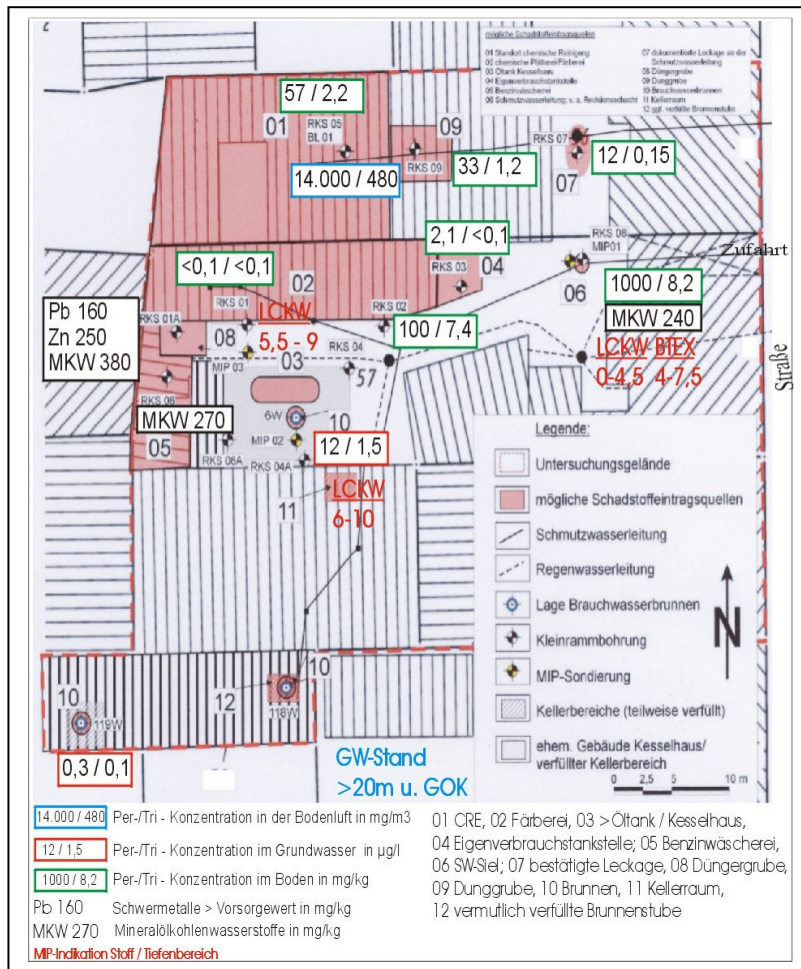 2
mögliche Schadstoffeintragsquellen
01 Standort chemische Reinigung
02 chemische Plätterei/Färberei
03 Öltank Kesselhaus
04 Eigenverbrauchstankstelle
05 Benzinwäscherei
06 Schmutzwasserleitung; v. a. Revisionsschacht
07 dokumentierte Leckage an der
Schmutzwasserleitung
08 Düngergrube
09 Dunggrube
10 Brauchwasserbrunnen
11 Kellerraum
12 ggf. verfüllte Brunnenstube
57 / 2,2
01
RKS 05
BL 01
09
RKS 09
RKS 07
12 / 0,15
07
14.000 / 480
33 / 1,2
2,1 / <0,1
RKS 03
04
RKS 08
MIP01
Zufahrt
06
<0,1 / <0,1
02
RKS 01
RKS 02
1000 / 8,2
Pb 160
Zn 250
MKW 380
RKS 01A
LCKW
5,5 - 9
100 / 7,4
MKW 240
08
RKS 04
LCKW BTEX
0-4,5 4-7,5
MIP 03
03
57
Straße
RKS 06
MKW 270
6W
10
05
MIP 02
12 / 1,5
RKS 06A
RKS 04A
11
LCKW
6-10
Legende:
Untersuchungsgelände
mögliche Schadstoffeintragsquellen
Schmutzwasserleitung
Regenwasserleitung
Lage Brauchwasserbrunnen
Kleinrammbohrung
MIP-Sondierung
Kellerbereiche (teilweise verfüllt)
ehem. Gebäude Kesselhaus/
verfüllter Kellerbereich
0 2,5 5 10 m
N
10
12
118W
10
119W
0,3 / 0,1
GW-Stand
>20m u. GOK
14.000 / 480 Per-/Tri - Konzentration in der Bodenluft in mg/m3
12 / 1,5 Per-/Tri - Konzentration im Grundwasser in µg/l
1000 / 8,2 Per-/Tri - Konzentration im Boden in mg/kg
Pb 160 Schwermetalle > Vorsorgewert in mg/kg
MKW 270 Mineralölkohlenwasserstoffe in mg/kg
MIP-Indikation Stoff / Tiefenbereich
01 CRE, 02 Färberei, 03 > Öltank / Kesselhaus,
04 Eigenverbrauchstankstelle; 05 Benzinwäscherei,
06 SW-Siel; 07 bestätigte Leckage, 08 Düngergrube,
09 Dunggrube, 10 Brunnen, 11 Kellerraum,
12 vermutlich verfüllte Brunnenstube